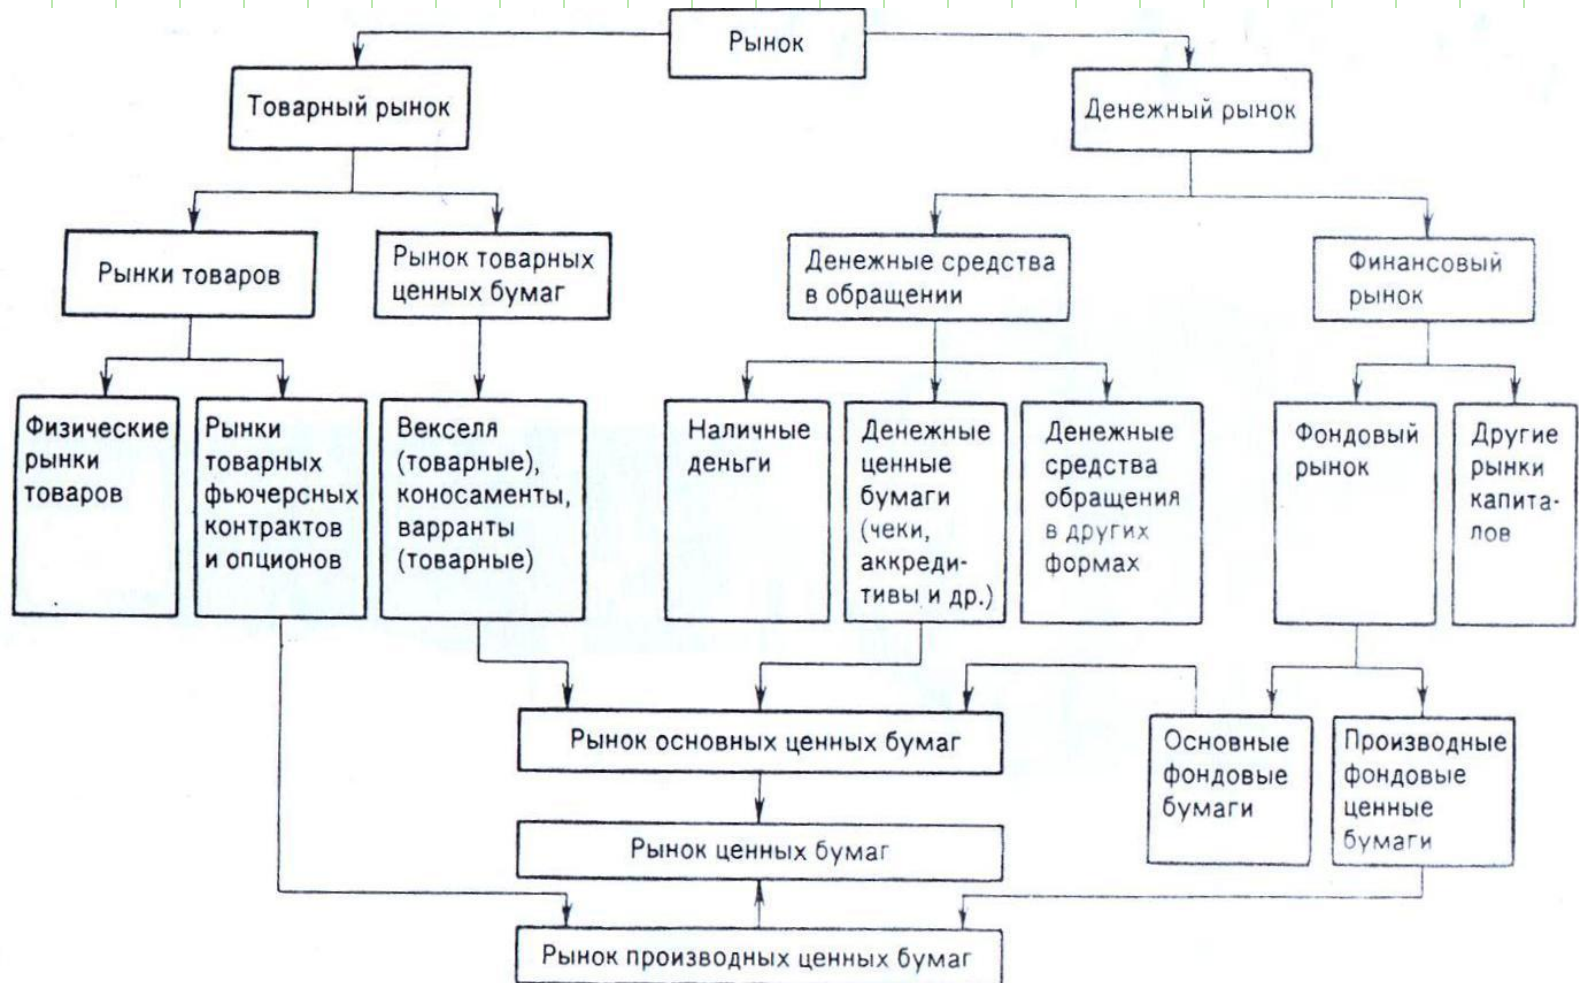 Рынок
Товарный рынок
Денежный рынок
Рынки товаров
Рынок товарных
ценных бумаг
Денежные средства
в обращении
Финансовый
рынок
Физические
рынки
товаров
Рынки
товарных
фьючерсных
контрактов
и опционов
Векселя
(товарные),
коносаменты,
варранты
(товарные)
Наличные
деньги
Денежные
ценные
бумаги
(чеки,
аккреди-
тивы и др.)
Денежные
средства
обращения
в других
формах
Фондовый
рынок
Другие
рынки
капита-
лов
Рынок основных ценных бумаг
Основные
фондовые
бумаги
Производные
фондовые
ценные
бумаги
Рынок ценных бумаг
Рынок производных ценных бумаг